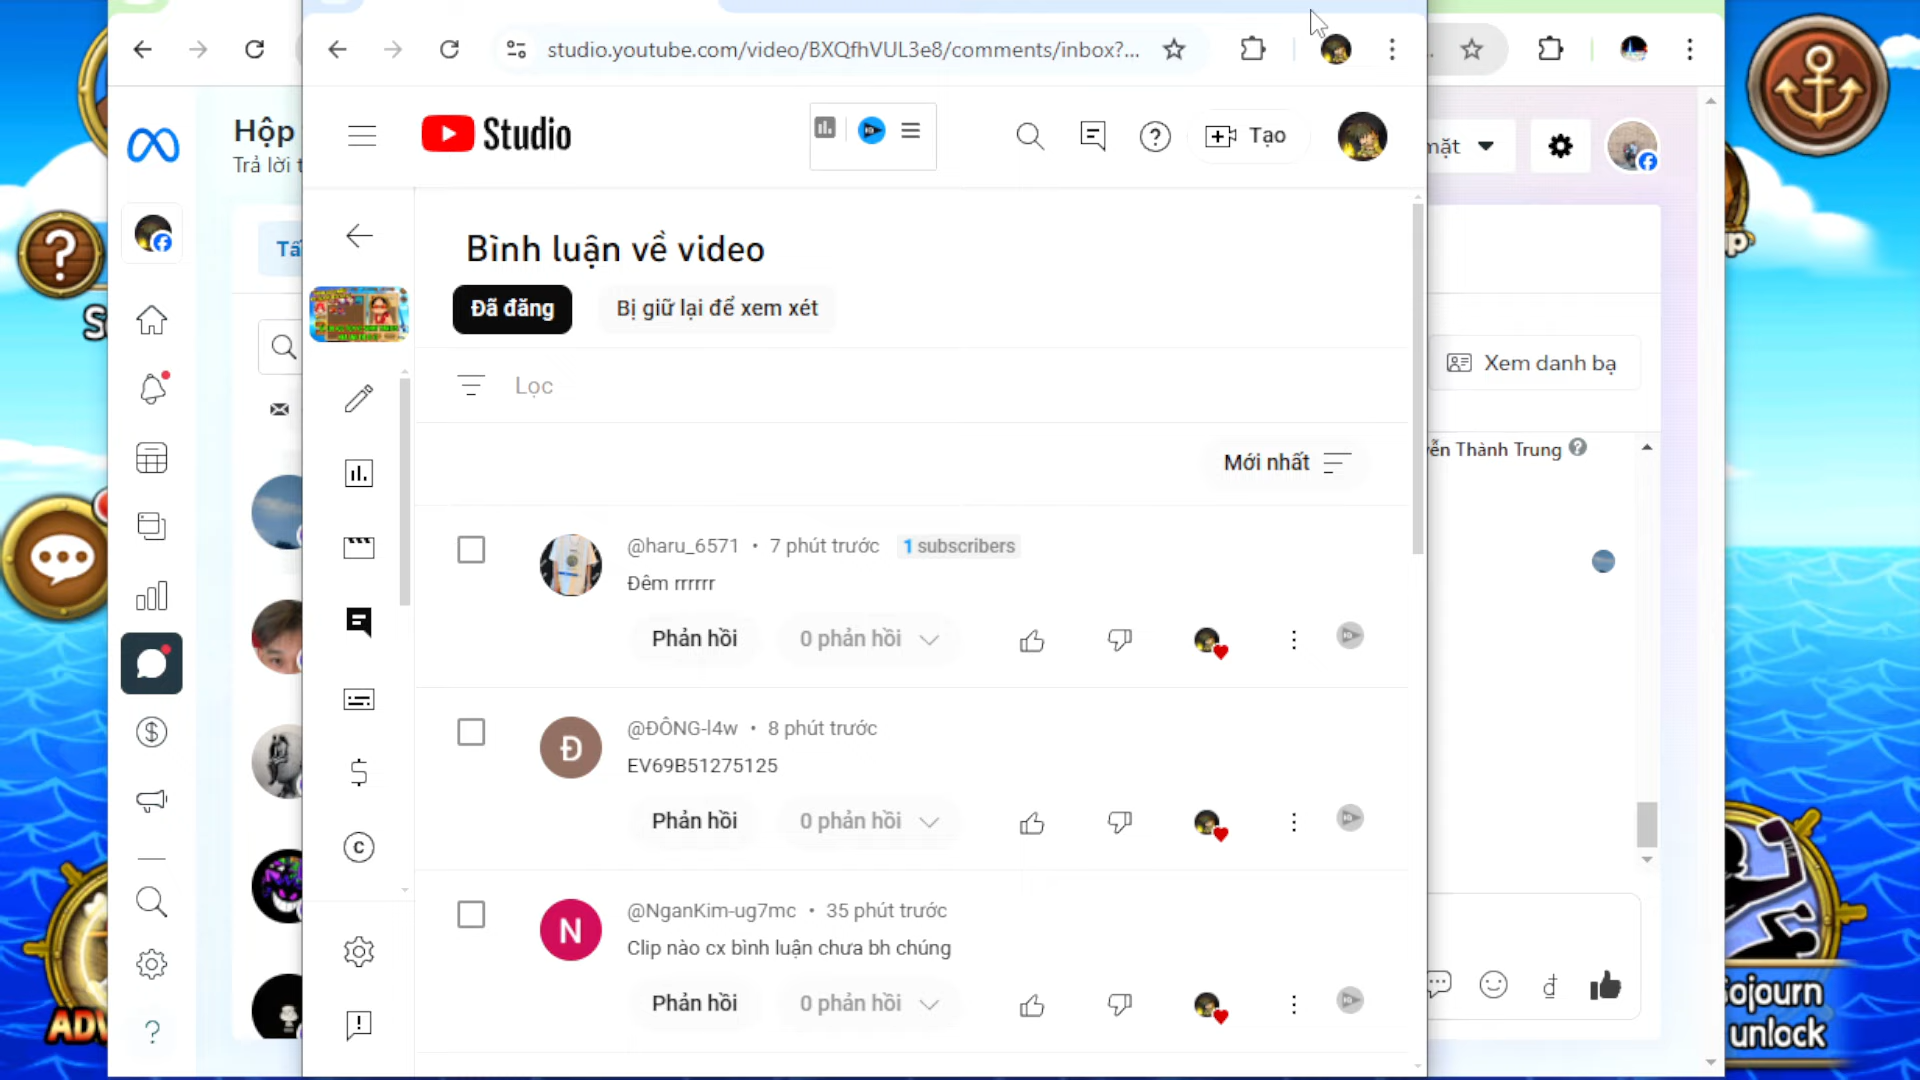 studio.youtube.com/video/BXQfhVUL3e8/comments/inbox?...
Hộp
Trả lời t
Studio
Tạo
mặt
Bình luận về video
Đã đăng
Bị giữ lại để xem xét
Lọc
Xem danh bạ
Mới nhất
ễn Thành Trung
@haru_6571 • 7 phút trước 1 subscribers
Đêm rrrrrr
Phản hồi
0 phản hồi
@ĐÔNG-l4w • 8 phút trước
Đ
EV69B51275125
Phản hồi
0 phản hồi
@NganKim-ug7mc • 35 phút trước
N
Clip nào cx bình luận chưa bh chúng
Phản hồi
0 phản hồi
ojourn
unlock